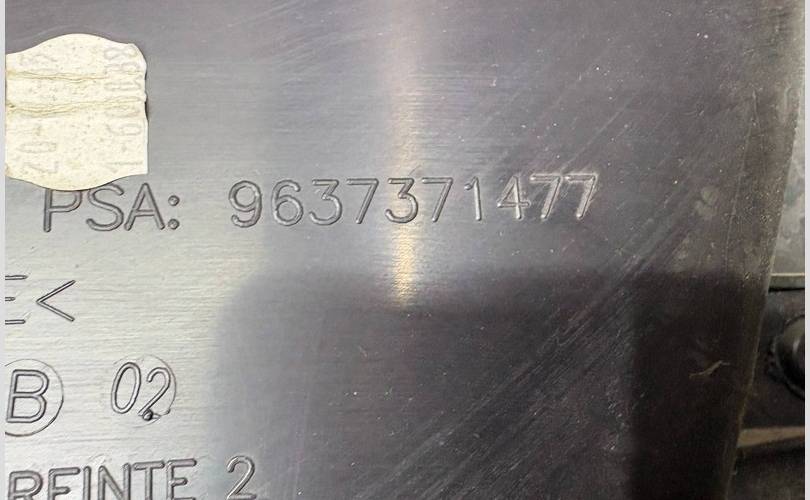 PSA: 9637371477
E<
B 02
REINTE 2